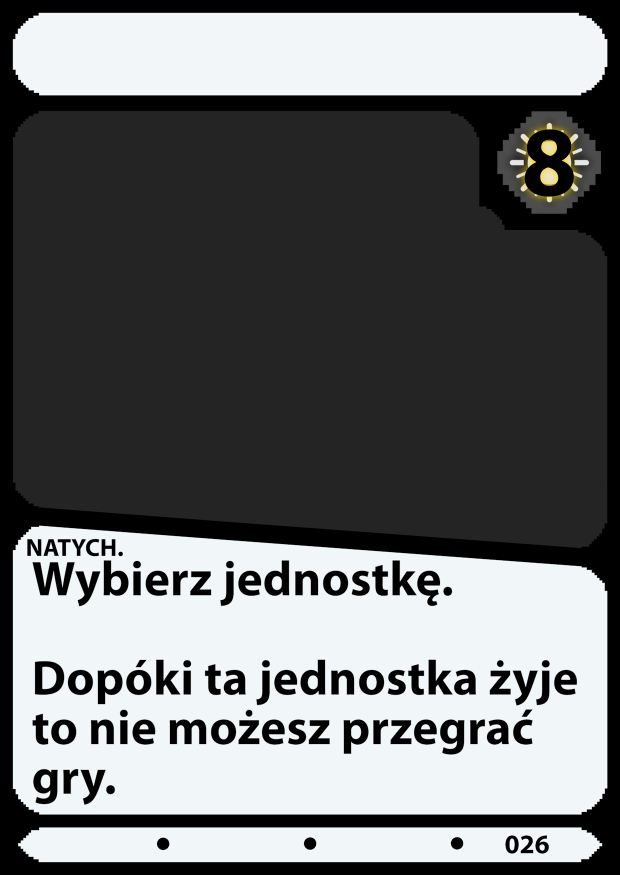 8
NATYCH.
Wybierz jednostkę.
Dopóki ta jednostka żyje
to nie możesz przegrać
gry.
026